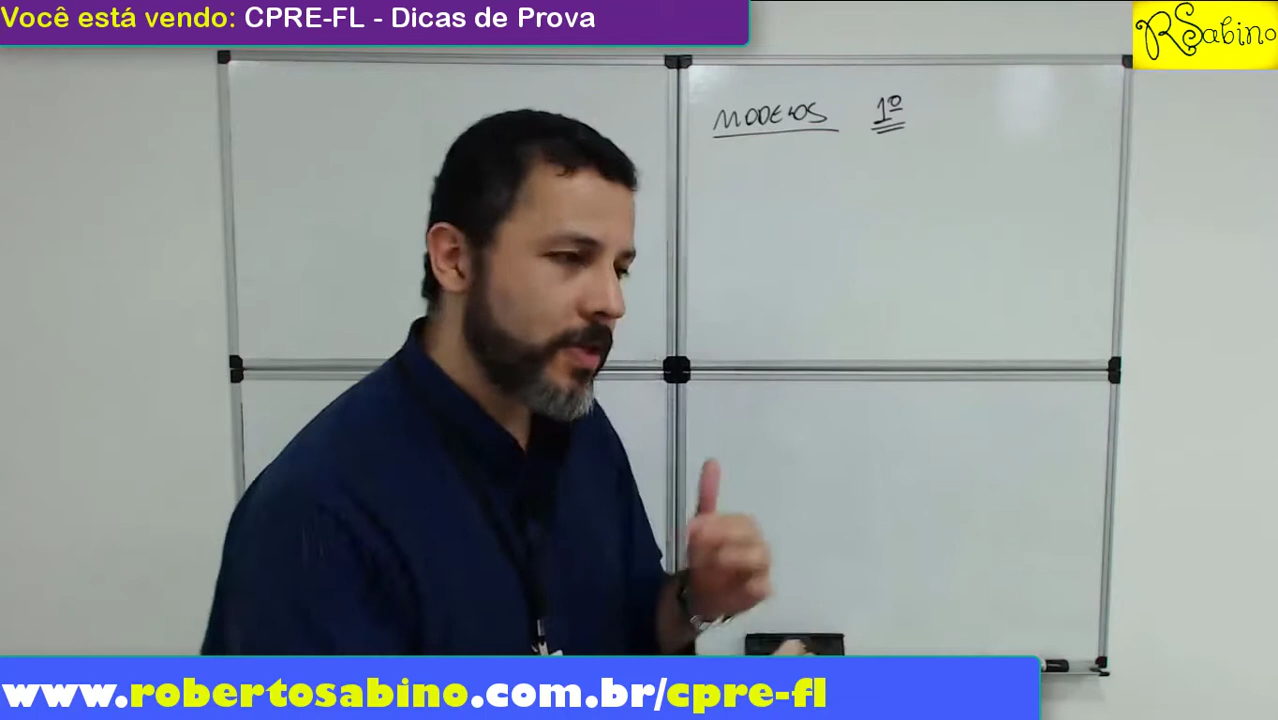 Você está vendo: CPRE-FL - Dicas de Prova
RSabino
MODELOS 1º
www.robertosabino.com.br/cpre-fl